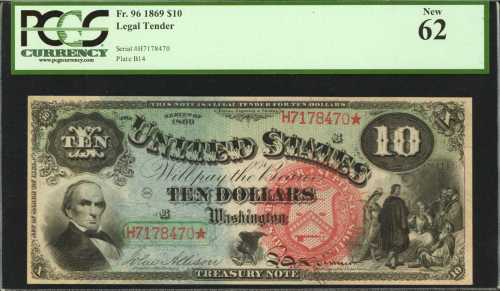 PCGS
CURRENCY
www.pcgscurrency.com
Fr. 96 1869 $10
Legal Tender
Serial #H7178470
Plate B14
New
62
THIS NOTE IS A LEGAL TENDER FOR TEN DOLLARS
SERIES OF
1869
H7178470★
TEN
UNITED STATES
10
Will pay the Bearer
TEN DOLLARS
B
Washington
H7178470★
TREASURY NOTE